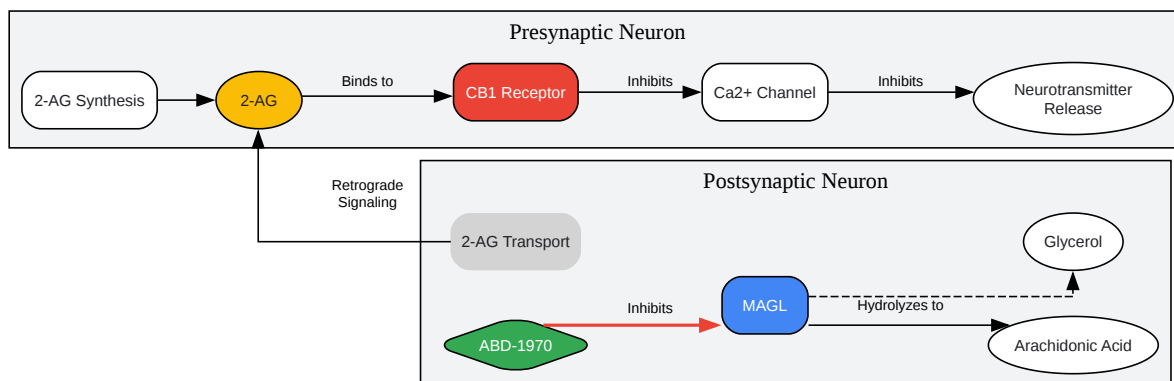 Presynaptic Neuron
2-AG Synthesis
2-AG
Binds to
CB1 Receptor
Inhibits
Ca2+ Channel
Inhibits
Neurotransmitter
Release
Retrograde
Signaling
Postsynaptic Neuron
2-AG Transport
Glycerol
ABD-1970
Inhibits
MAGL
Hydrolyzes to
Arachidonic Acid